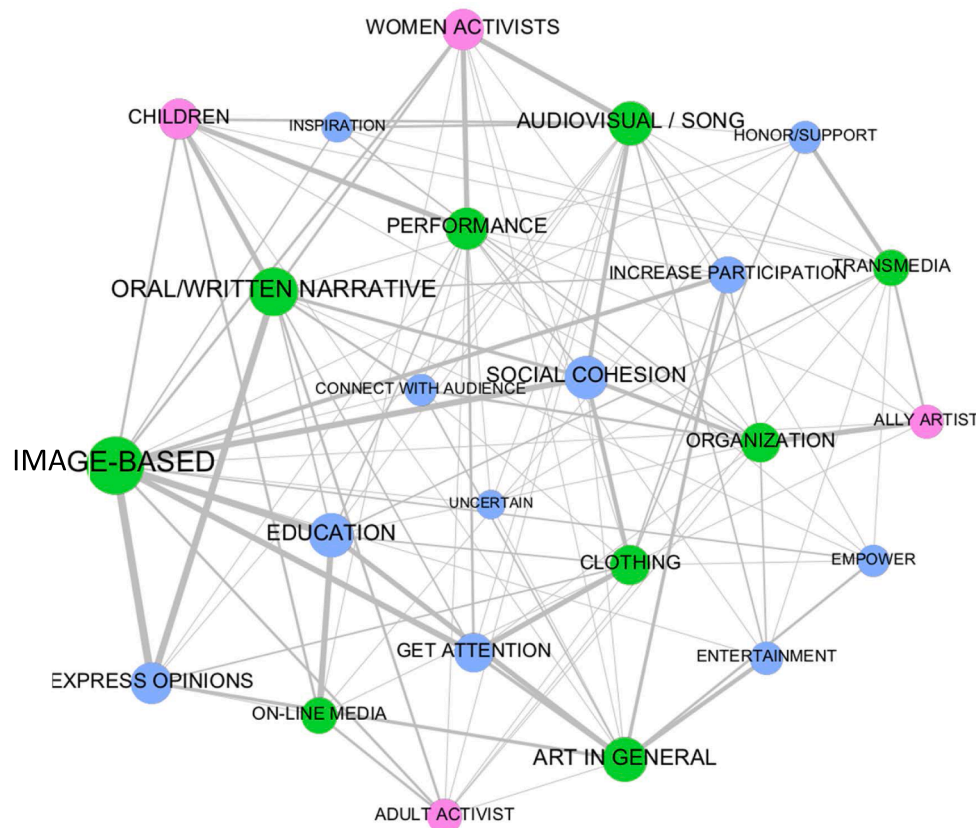 WOMEN ACTIVISTS
CHILDREN
INSPIRATION
AUDIOVISUAL / SONG
HONOR/SUPPORT
PERFORMANCE
INCREASE PARTICIPATION
TRANSMEDIA
ORAL/WRITTEN NARRATIVE
SOCIAL COHESION
CONNECT WITH AUDIENCE
ALLY ARTIST
ORGANIZATION
IMAGE-BASED
UNCERTAIN
EDUCATION
CLOTHING
EMPOWER
GET ATTENTION
ENTERTAINMENT
EXPRESS OPINIONS
ON-LINE MEDIA
ART IN GENERAL
ADULT ACTIVIST